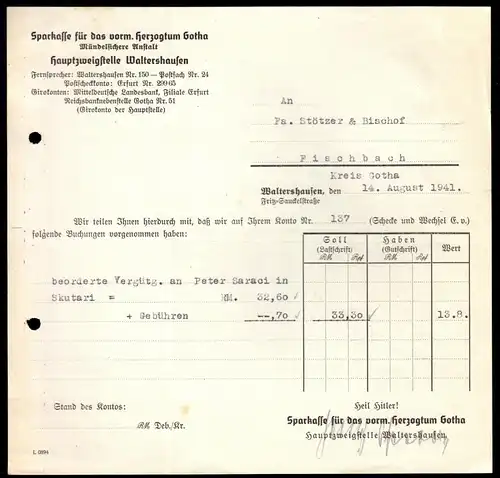 Sparkasse für das vorm. Herzogtum Gotha
Mündelsichere Anstalt
Hauptzweigstelle Waltershausen
Fernsprecher: Waltershausen Nr. 150 — Postfach Nr. 24
Postscheckkonto: Erfurt Nr. 29965
Girokonten: Mitteldeutsche Landesbank, Filiale Erfurt
Reichsbanknebenstelle Gotha Nr. 51
(Girokonto der Hauptstelle)
An
Fa. Stötzer & Bischof
Fischbach
Kreis Gotha
Waltershausen, den 14. August 1941.
Fritz-Sauckelstraße
Wir teilen Ihnen hierdurch mit, daß wir auf Ihrem Konto Nr. 137 (Schecke und Wechsel E. v.)
folgende Buchungen vorgenommen haben:
Soll Haben Wert
(Lastschrift) (Gutschrift)
RM Rpf RM Rpf
beorderte Vergütg. an Peter Saraci in
Skutari = RM. 32,60
+ Gebühren --,70 33,30 13.8.
Stand des Kontos:
RM Deb./Kr.
Heil Hitler!
Sparkasse für das vorm. Herzogtum Gotha
Hauptzweigstelle Waltershausen
L 0894